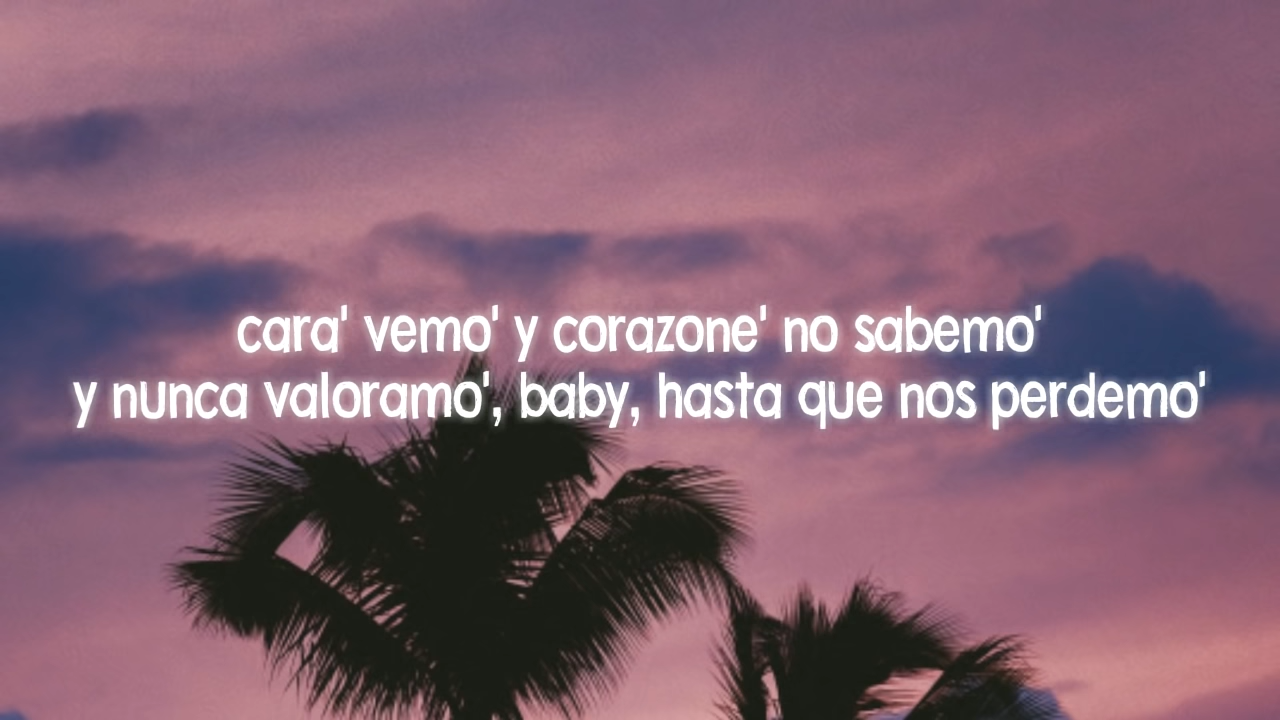 cara' vemo' y corazone' no sabemo'
y nunca valoramo', baby, hasta que nos perdemo'